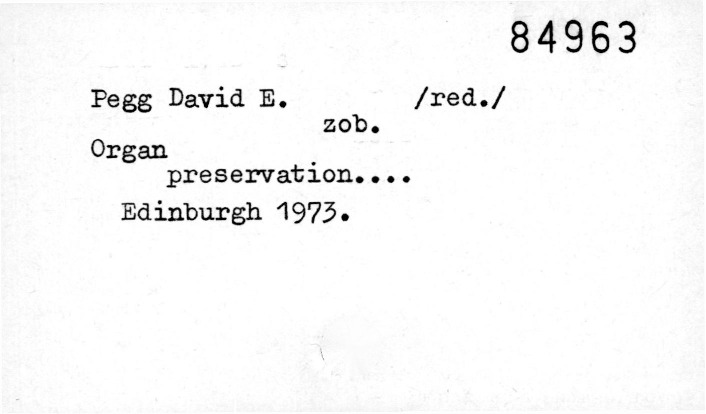 84963
Pegg David E. /red./
zob.
Organ
preservation....
Edinburgh 1973.